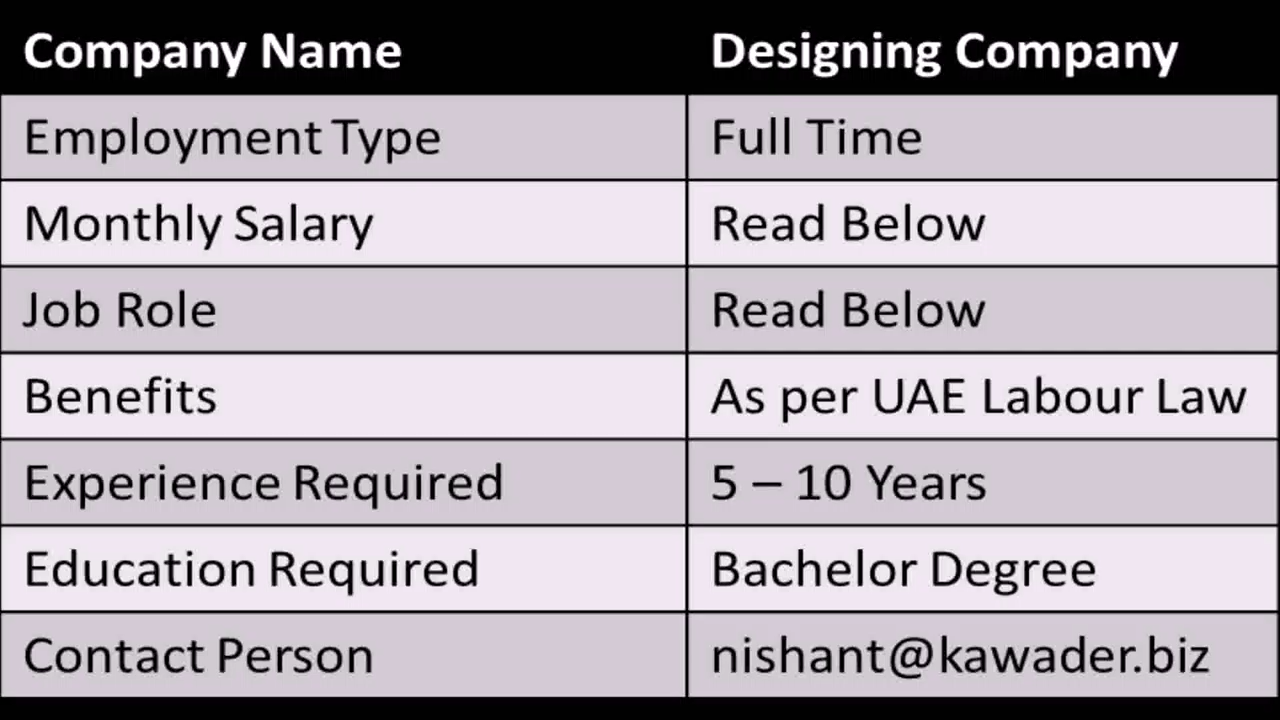 Company Name Designing Company
Employment Type Full Time
Monthly Salary Read Below
Job Role Read Below
Benefits As per UAE Labour Law
Experience Required 5 – 10 Years
Education Required Bachelor Degree
Contact Person nishant@kawader.biz